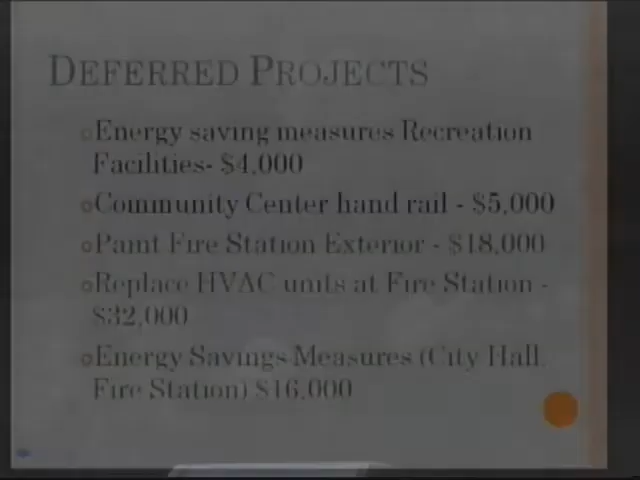 DEFERRED PROJECTS
Energy saving measures Recreation
Facilities- $4,000
Community Center hand rail - $5,000
Paint Fire Station Exterior - $18,000
Replace HVAC units at Fire Station -
$32,000
Energy Savings Measures (City Hall,
Fire Station) $16,000